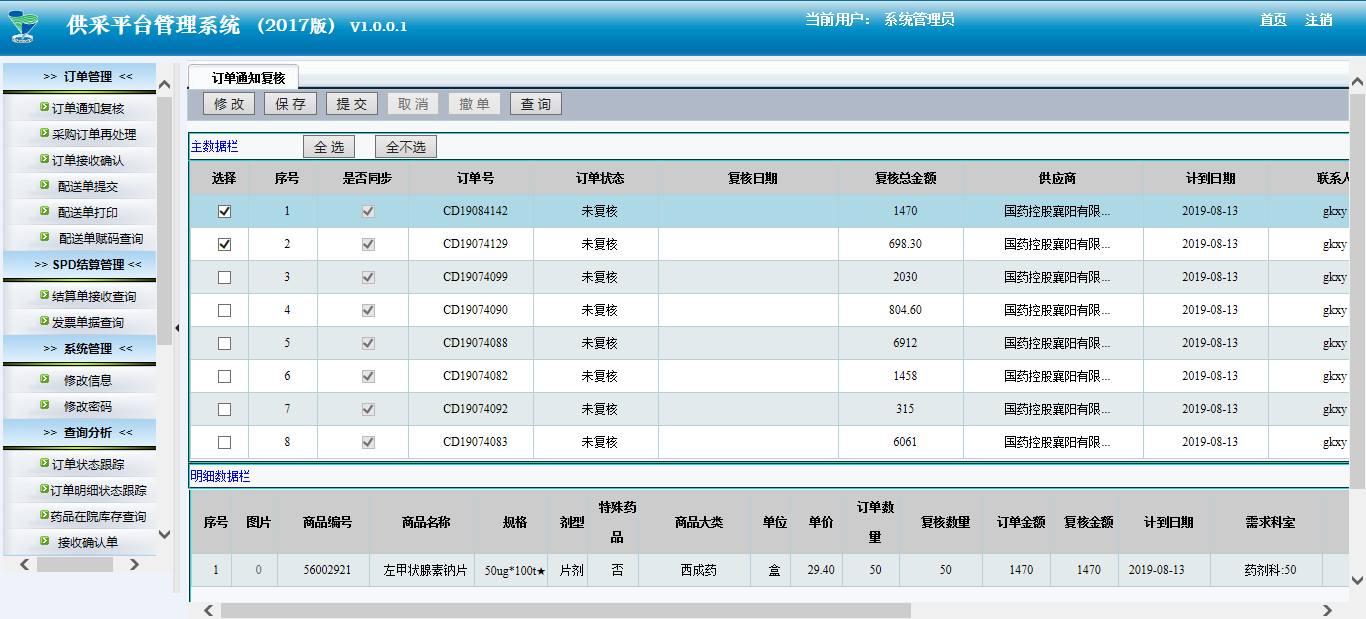 供采平台管理系统 （2017版） V1.0.0.1
当前用户： 系统管理员
首页 注销
>> 订单管理 <<
订单通知复核
采购订单再处理
订单接收确认
配送单提交
配送单打印
配送单赋码查询
>> SPD结算管理 <<
结算单接收查询
发票单据查询
>> 系统管理 <<
修改信息
修改密码
>> 查询分析 <<
订单状态跟踪
订单明细状态跟踪
药品在院库存查询
接收确认单
订单通知复核
修 改 保 存 提 交 取 消 撤 单 查 询
主数据栏 全 选 全不选
选择 序号 是否同步 订单号 订单状态 复核日期 复核总金额 供应商 计到日期 联系人
1 CD19084142 未复核 1470 国药控股襄阳有限... 2019-08-13 gkxy
2 CD19074129 未复核 698.30 国药控股襄阳有限... 2019-08-13 gkxy
3 CD19074099 未复核 2030 国药控股襄阳有限... 2019-08-13 gkxy
4 CD19074090 未复核 804.60 国药控股襄阳有限... 2019-08-13 gkxy
5 CD19074088 未复核 6912 国药控股襄阳有限... 2019-08-13 gkxy
6 CD19074082 未复核 1458 国药控股襄阳有限... 2019-08-13 gkxy
7 CD19074092 未复核 315 国药控股襄阳有限... 2019-08-13 gkxy
8 CD19074083 未复核 6061 国药控股襄阳有限... 2019-08-13 gkxy
明细数据栏
序号 图片 商品编号 商品名称 规格 剂型 特殊药品 商品大类 单位 单价 订单数量 复核数量 订单金额 复核金额 计到日期 需求科室
1 0 56002921 左甲状腺素钠片 50ug*100t★ 片剂 否 西成药 盒 29.40 50 50 1470 1470 2019-08-13 药剂科:50